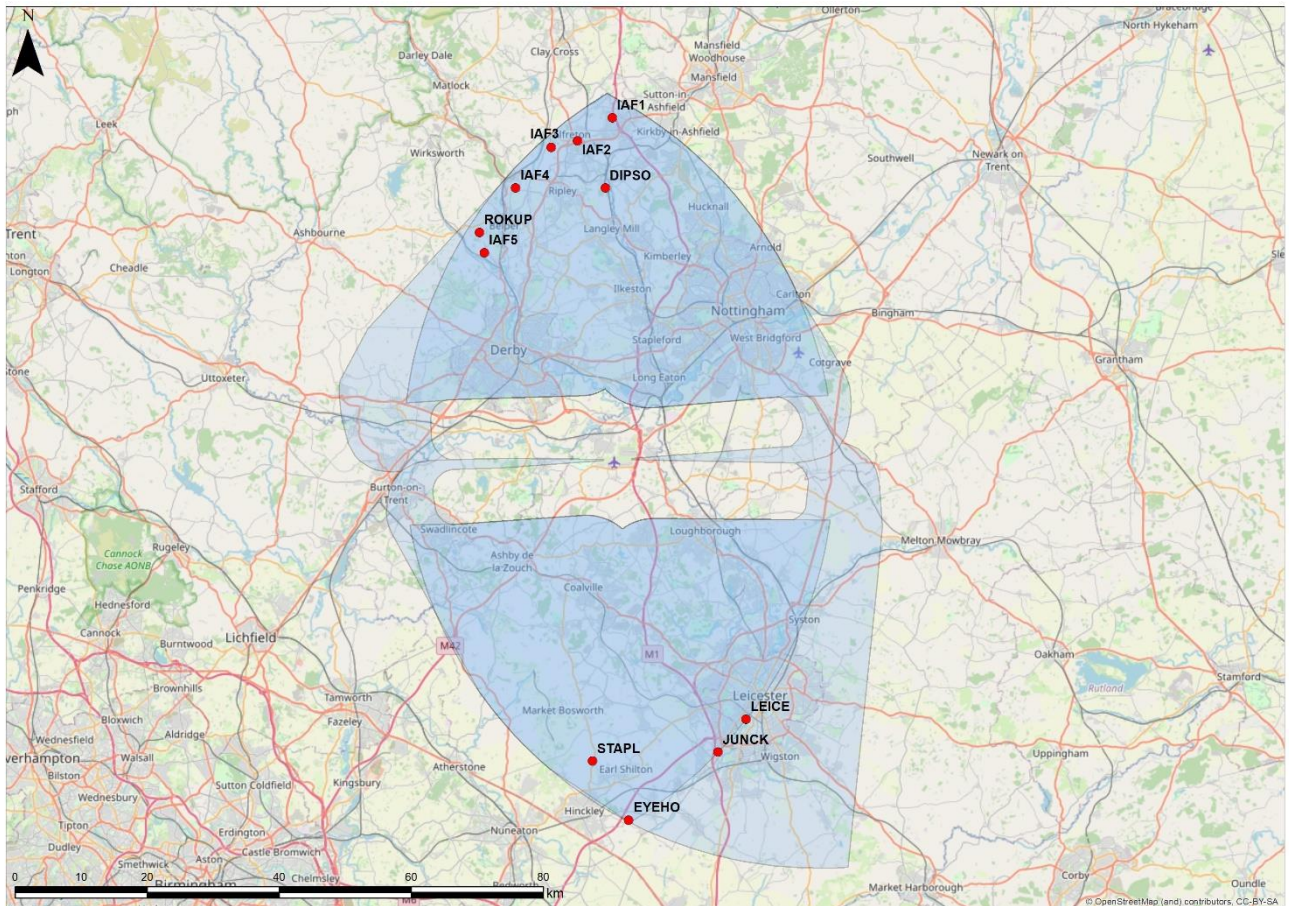 N
Ollerton
North Hykeham
Clay Cross
Mansfield
Woodhouse
Darley Dale
Mansfield
Matlock
Sutton-in
Ashfield
IAF1
Leek
IAF3
Kirkby-in-Ashfield
IAF2
Wirksworth
Southwell
Newark on
Trent
IAF4
Ripley
DIPSO
Hucknall
ROKUP
Ashbourne
Langley Mill
Trent
IAF5
Arnold
Cheadle
Kimberley
Longton
Ilkeston
Carlton
Nottingham
Bingham
Stapleford
West Bridgford
Derby
Cotgrave
Grantham
Stone
Uttoxeter
Long Eaton
Stafford
Burton-on-
Trent
Swadlincote
Loughborough
Melton Mowbray
Rugeley
Ashby de
la-Zouch
Cannock
Chase AONB
Coalville
Penkridge
Hednesford
Syston
Cannock
Lichfield
M42
M1
Burntwood
Oakham
Stamford
Brownhills
Tamworth
Leicester
Rutland
Bloxwich
Aldridge
Fazeley
Market Bosworth
LEICE
Wednesfield
JUNCK
verhampton
Walsall
STAPL
Wigston
Uppingham
Bilston
Kingsbury
Atherstone
Earl Shilton
Sutton Coldfield
Wednesbury
EYEHO
Hinckley
Tipton
Erdington
Nuneaton
Dudley
Castle Bromwich
Smethwick
Aston
Corby
0 20 40 60 80
km
Birmingham
Chelmsley
Bedworth
Market Harborough
Oundle
M6
© OpenStreetMap (and) contributors, CC-BY-SA